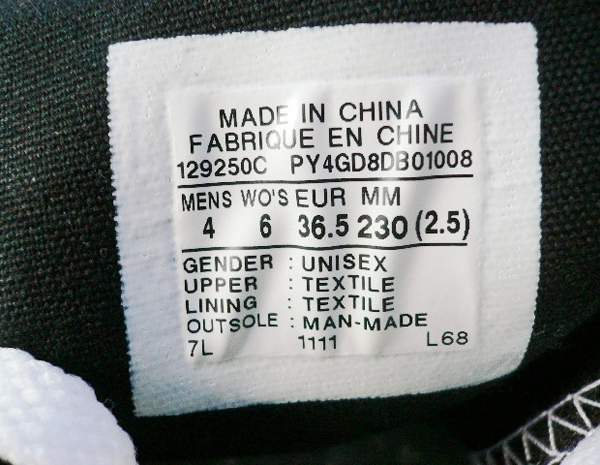 MADE IN CHINA
FABRIQUE EN CHINE
129250C PY4GD8DB01008
MENS WO'S EUR MM
4 6 36.5 230 (2.5)
GENDER : UNISEX
UPPER : TEXTILE
LINING : TEXTILE
OUTSOLE : MAN-MADE
7L 1111 L68